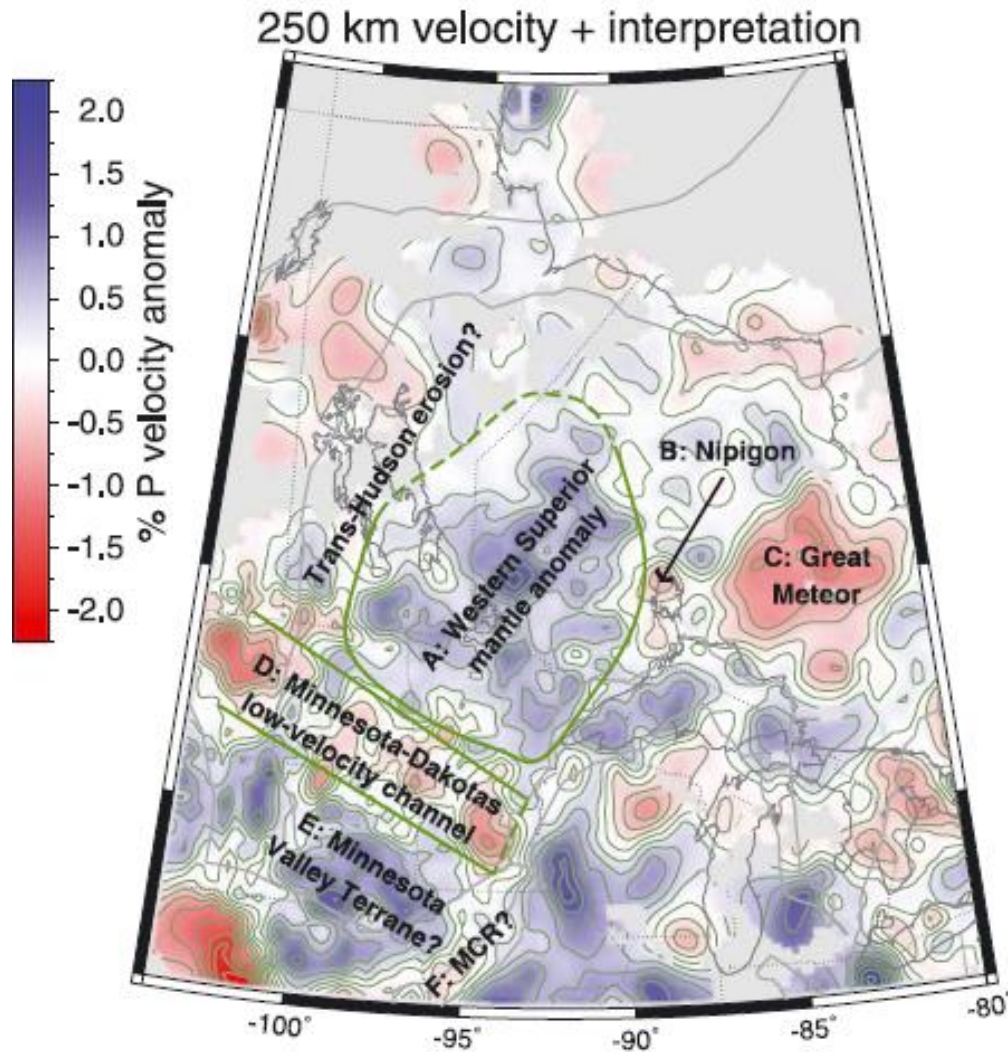 250 km velocity + interpretation
2.0
1.5
1.0
0.5
0.0
-0.5
-1.0
-1.5
-2.0
% P velocity anomaly
Trans-Hudson erosion?
B: Nipigon
A: Western Superior
mantle anomaly
C: Great
Meteor
D: Minnesota-Dakotas
low-velocity channel
E: Minnesota
Valley Terrane?
F: MCR?
-100°
-95°
-90°
-85°
-80°